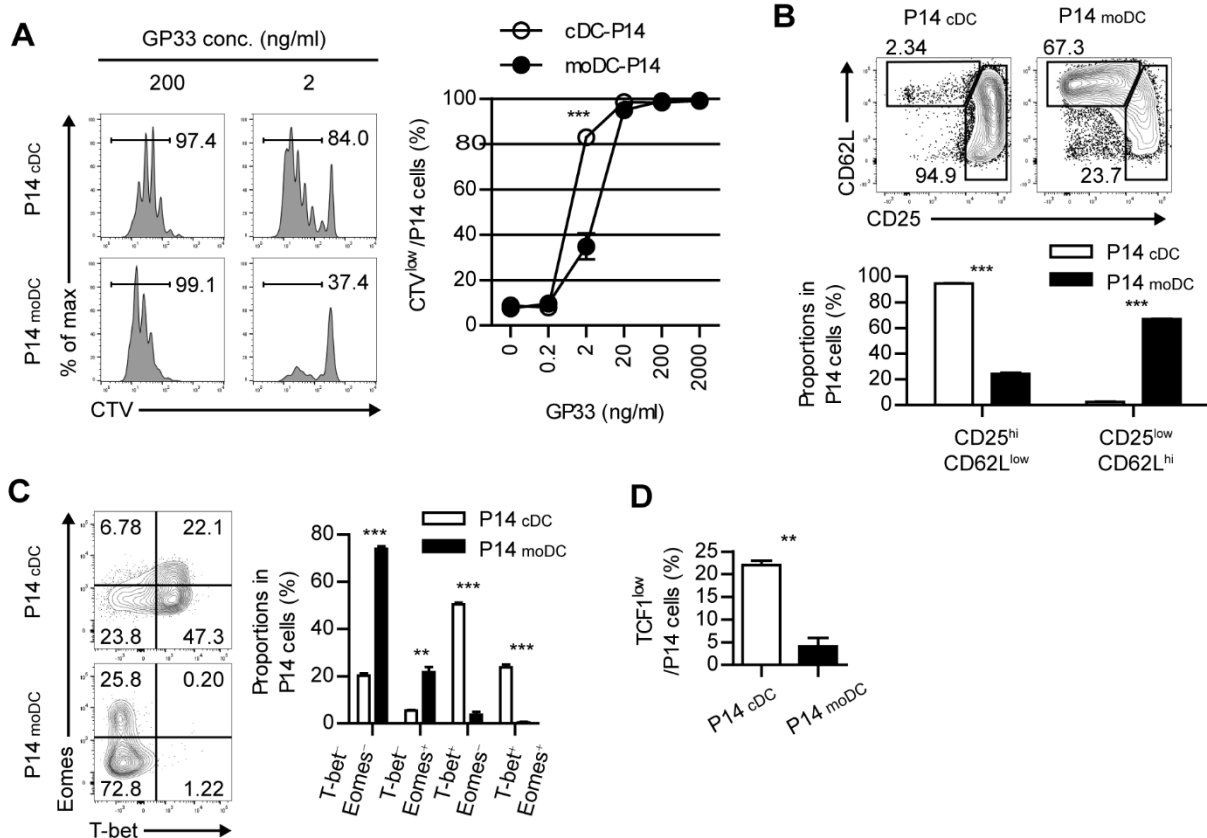 A
GP33 conc. (ng/ml)
200 2
P14 cDC
97.4 84.0
P14 moDC
99.1 37.4
% of max
CTV
cDC-P14
moDC-P14
CTVlow/P14 cells (%)
100
80
60
40
20
0
***
0 0.2 2 20 200 2000
GP33 (ng/ml)
B
P14 cDC P14 moDC
2.34 67.3
94.9 23.7
CD62L
CD25
P14 cDC
P14 moDC
Proportions in
P14 cells (%)
100
80
60
40
20
0
*** ***
CD25hi CD25low
CD62Llow CD62Lhi
C
P14 cDC
6.78 22.1
23.8 47.3
P14 moDC
25.8 0.20
72.8 1.22
Eomes
T-bet
P14 cDC
P14 moDC
Proportions in
P14 cells (%)
80
60
40
20
0
*** ** *** ***
T-bet– T-bet– T-bet+ T-bet+
Eomes– Eomes+ Eomes– Eomes+
D
TCF1low
/P14 cells (%)
25
20
15
10
5
0
**
P14 cDC P14 moDC